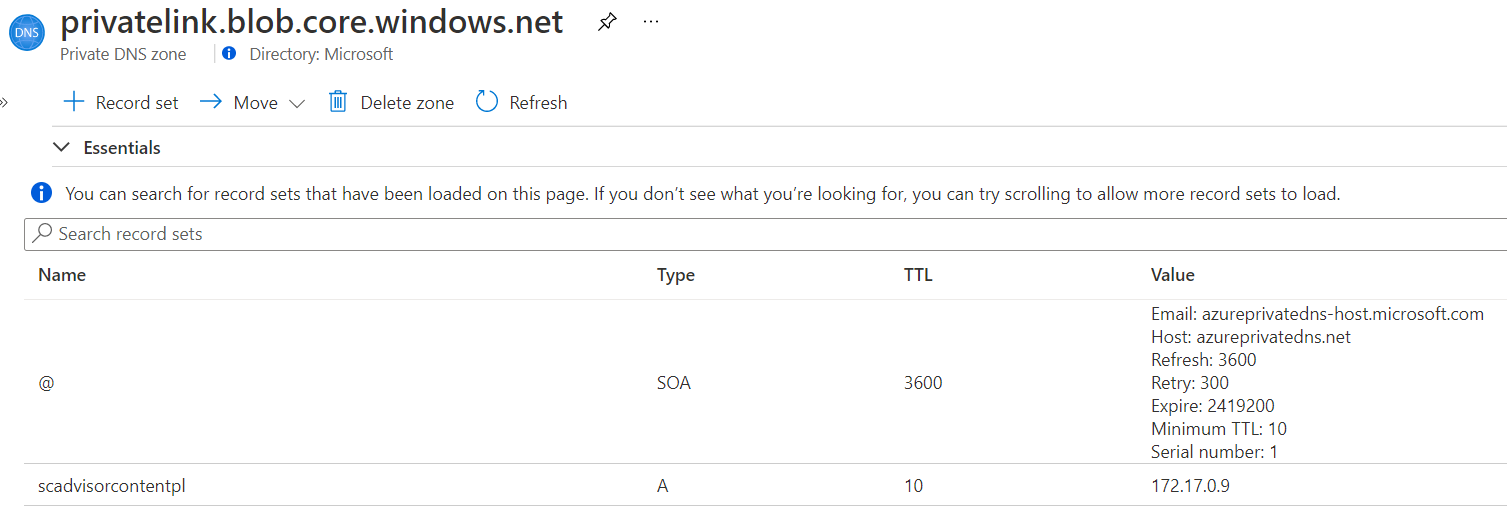 privatelink.blob.core.windows.net
DNS
Private DNS zone
Directory: Microsoft
Record set
Move
Delete zone
Refresh
Essentials
You can search for record sets that have been loaded on this page. If you don’t see what you’re looking for, you can try scrolling to allow more record sets to load.
Search record sets
Name Type TTL Value
@ SOA 3600
Email: azureprivatedns-host.microsoft.com
Host: azureprivatedns.net
Refresh: 3600
Retry: 300
Expire: 2419200
Minimum TTL: 10
Serial number: 1
scadvisorcontentpl A 10 172.17.0.9